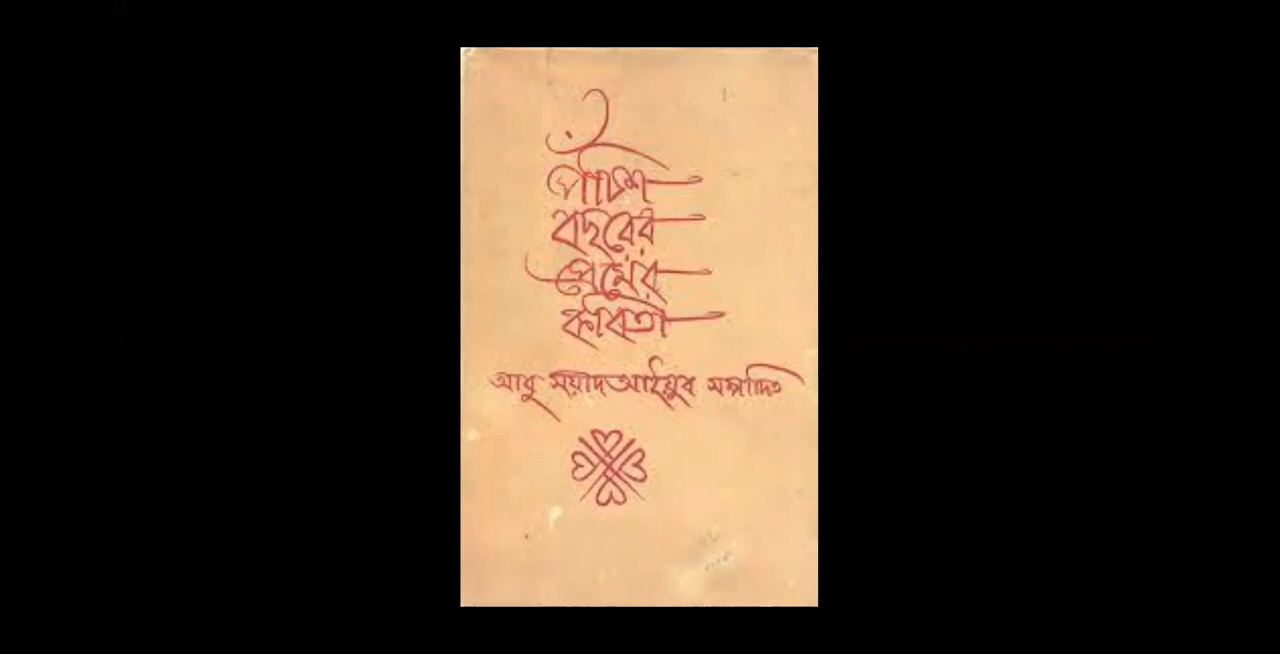 পঁচিশ
বছরের
প্রেমের
কবিতা
আবু সয়ীদ আইয়ুব সম্পাদিত